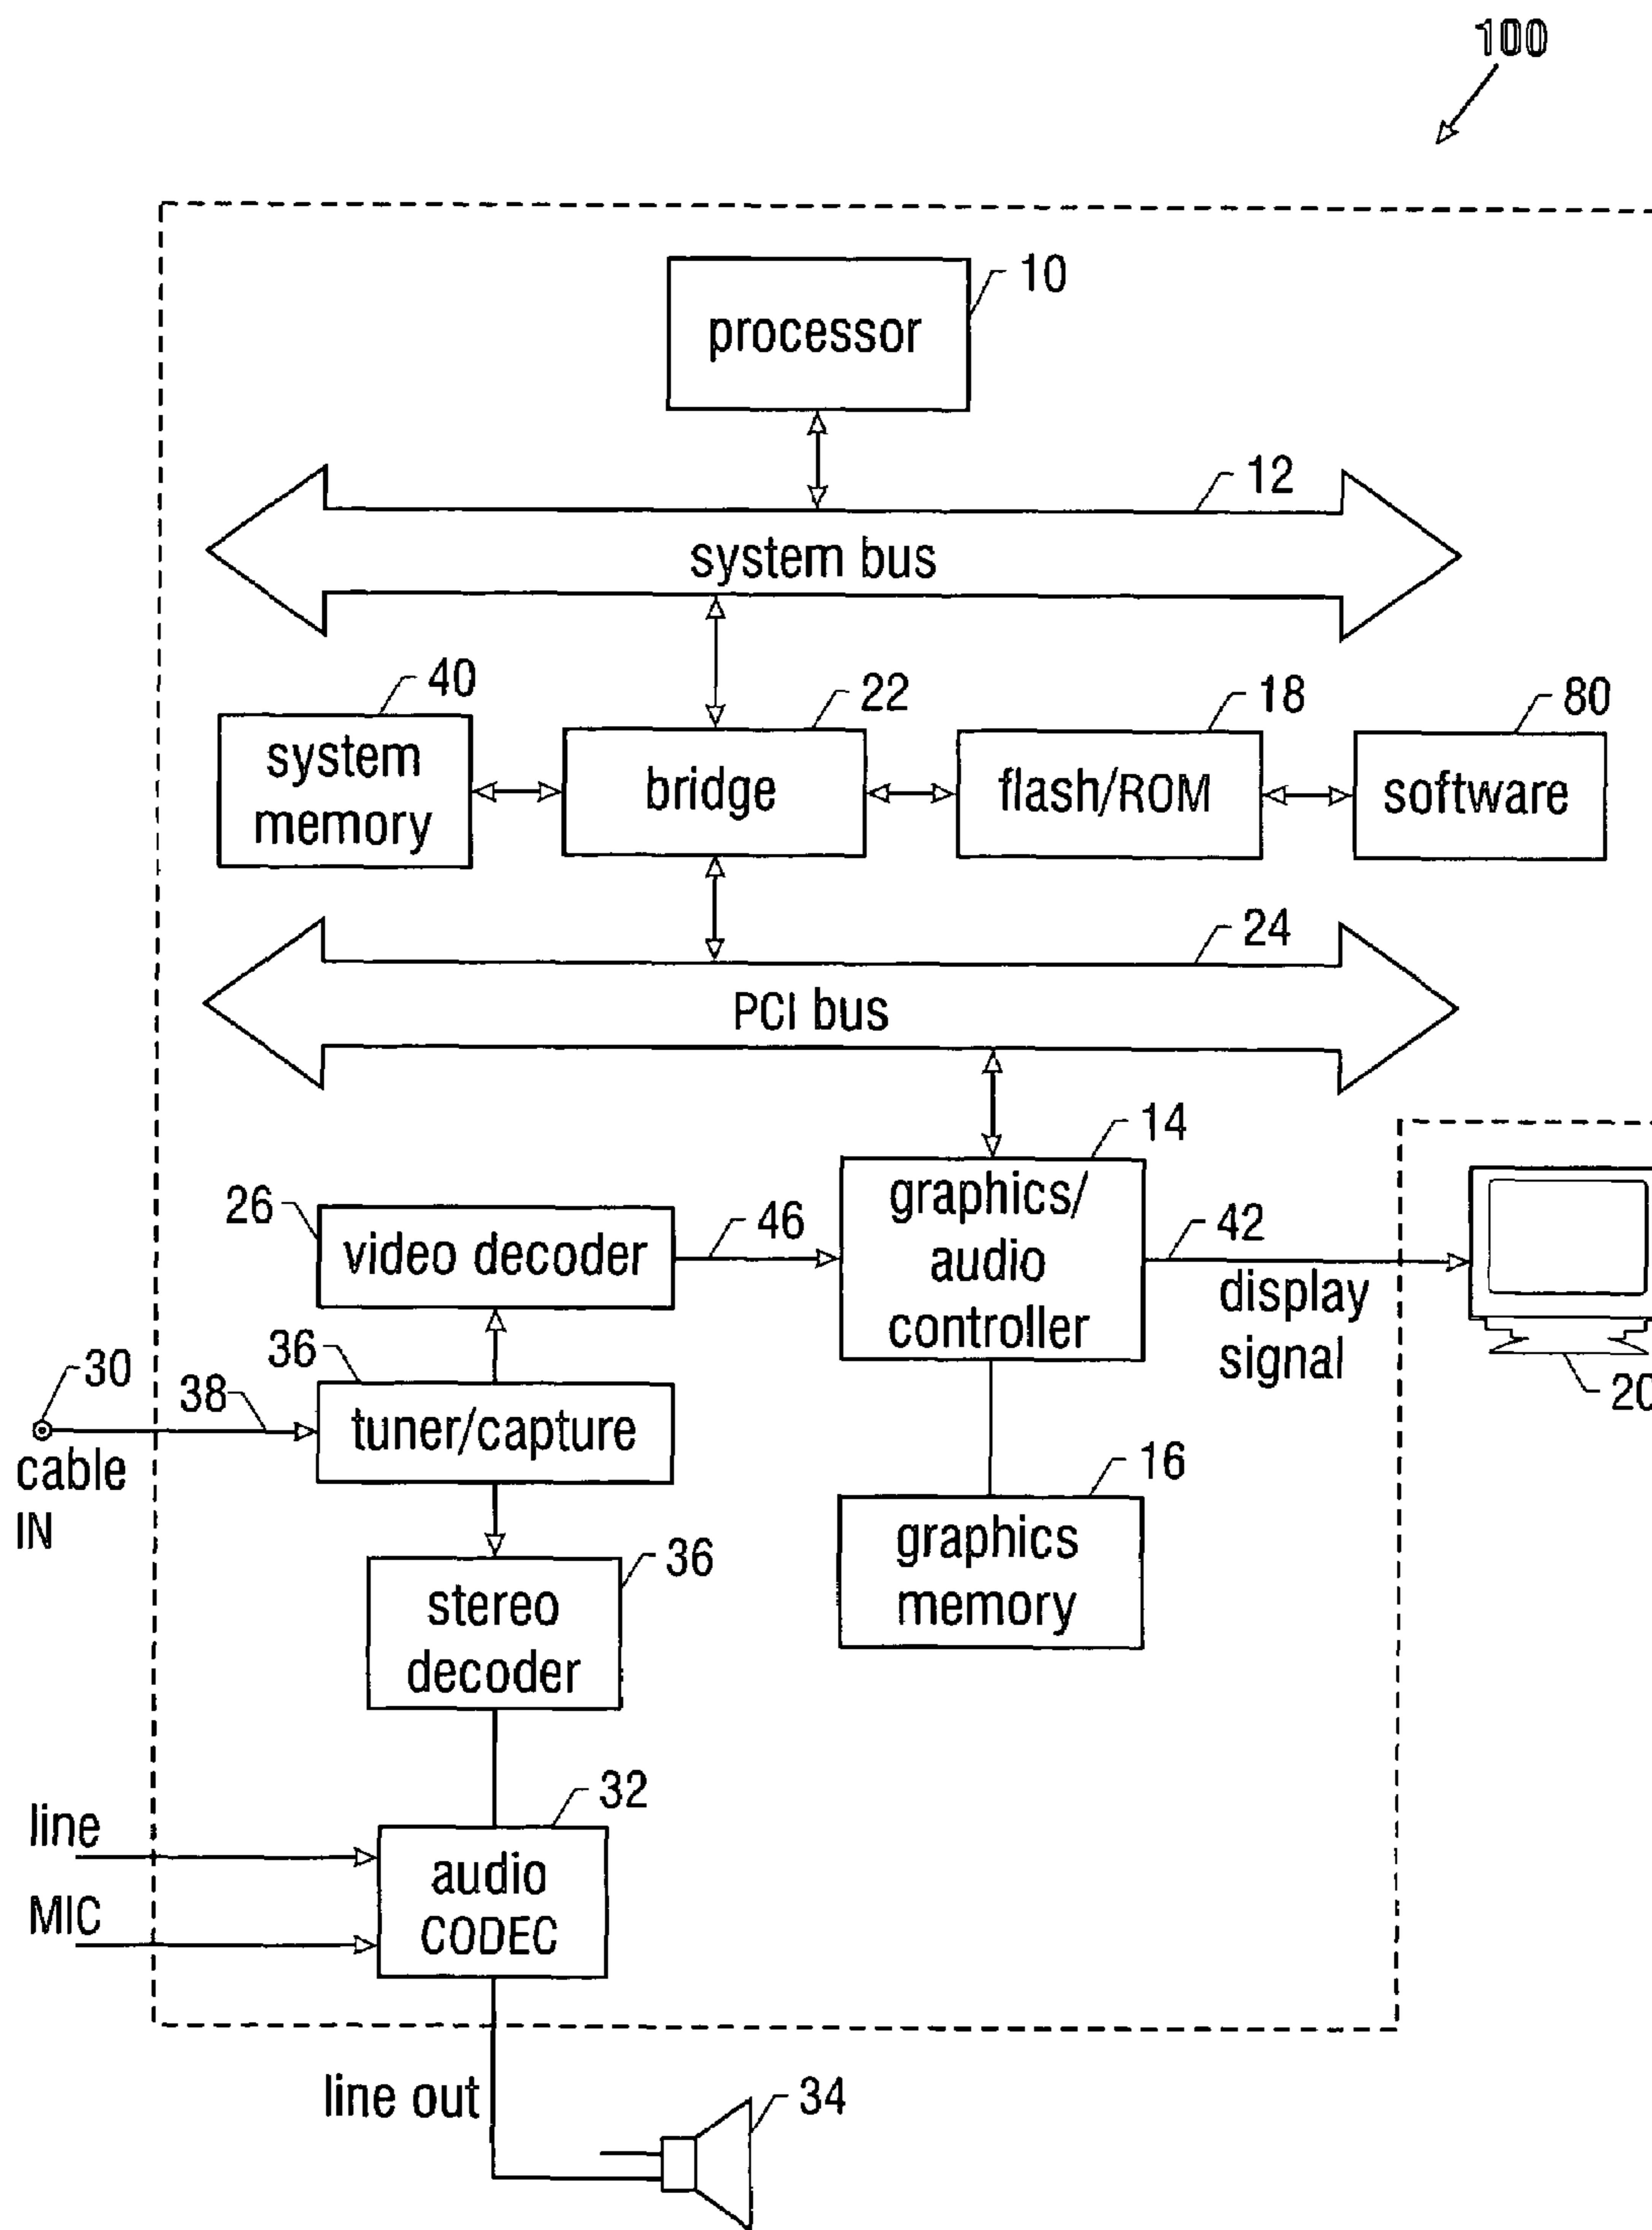 100
10
processor
12
system bus
40
22
18
80
system
memory
bridge
flash/ROM
software
24
PCI bus
14
26
video decoder
46
graphics/
audio
controller
42
display
signal
20
30
38
36
tuner/capture
cable
IN
16
graphics
memory
36
stereo
decoder
32
line
MIC
audio
CODEC
line out
34